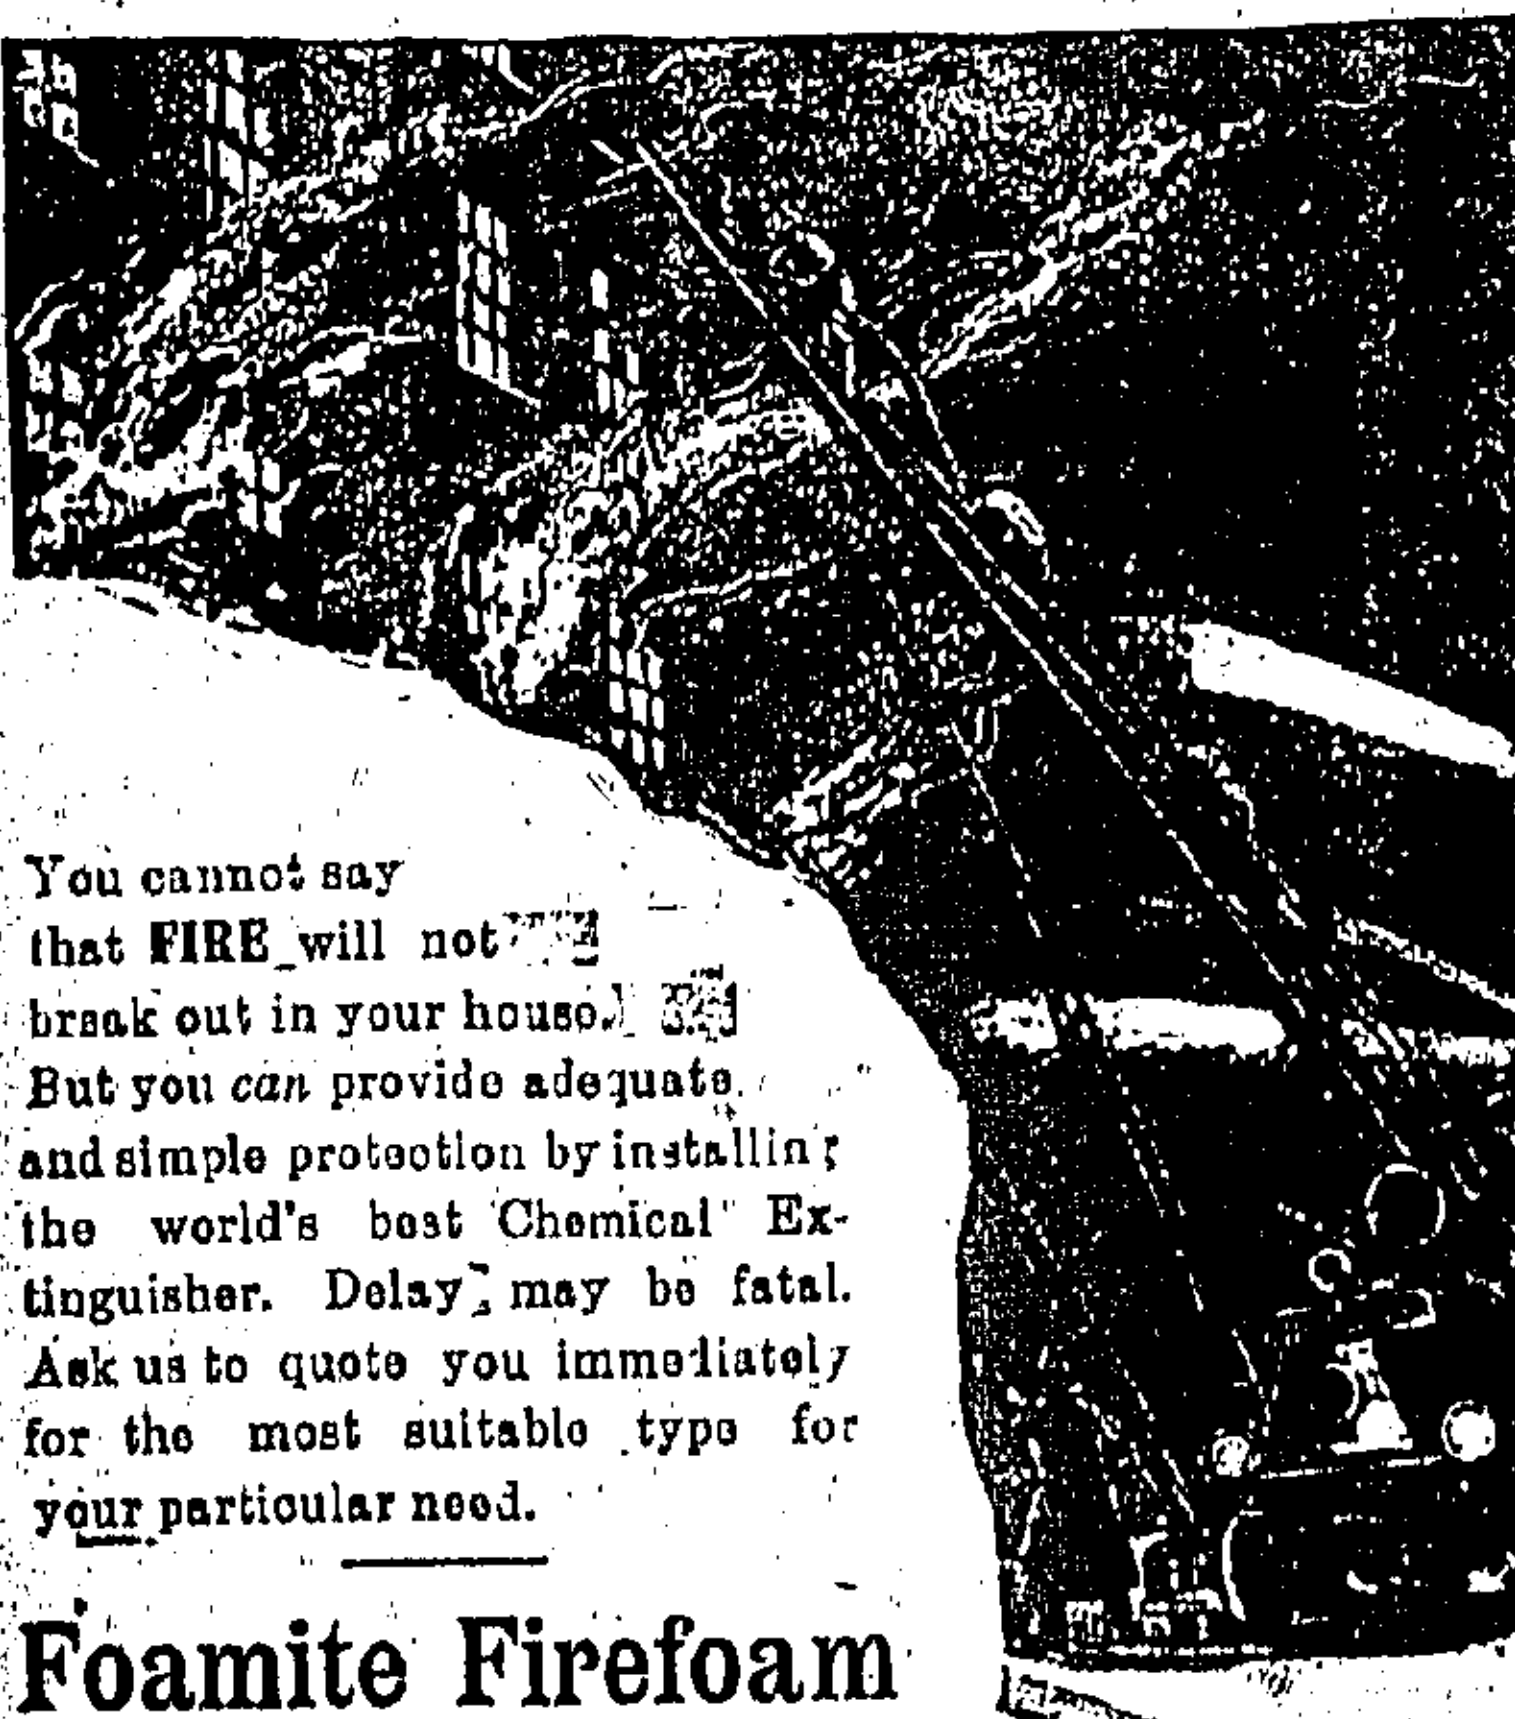 You cannot say
that FIRE will not
break out in your house.
But you can provide adequate
and simple protection by installing
the world's best Chemical Ex-
tinguisher. Delay may be fatal.
Ask us to quote you immediately
for the most suitable type for
your particular need.
Foamite Firefoam